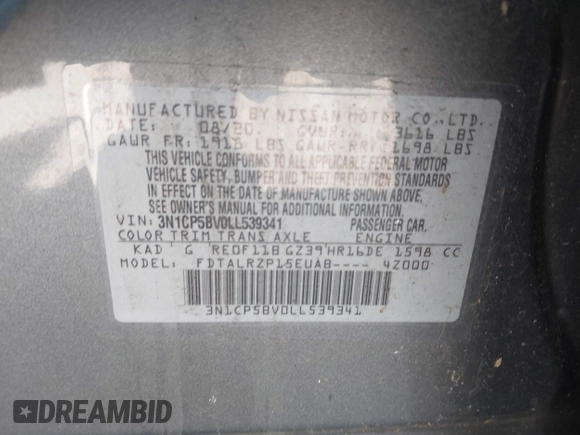 MANUFACTURED BY NISSAN MOTOR CO., LTD.
DATE 08/20 GVWR 3616 LBS
GAWR FR: 1918 LBS GAWR-RR: 1698 LBS
THIS VEHICLE CONFORMS TO ALL APPLICABLE FEDERAL MOTOR
VEHICLE SAFETY, BUMPER AND THEFT PREVENTION STANDARDS
IN EFFECT ON THE DATE OF MANUFACTURE SHOWN ABOVE.
SEE OWNER'S MANUAL FOR ADDITIONAL INFORMATION.
VIN: 3N1CP5BV0LL539341 PASSENGER CAR.
COLOR TRIM TRANS AXLE ENGINE
KAD G RE0F11B GZ39 HR16DE 1598 CC
MODEL: FDTALRZP15EUAB---- 4Z000
3N1CP5BV0LL539341
DREAMBID